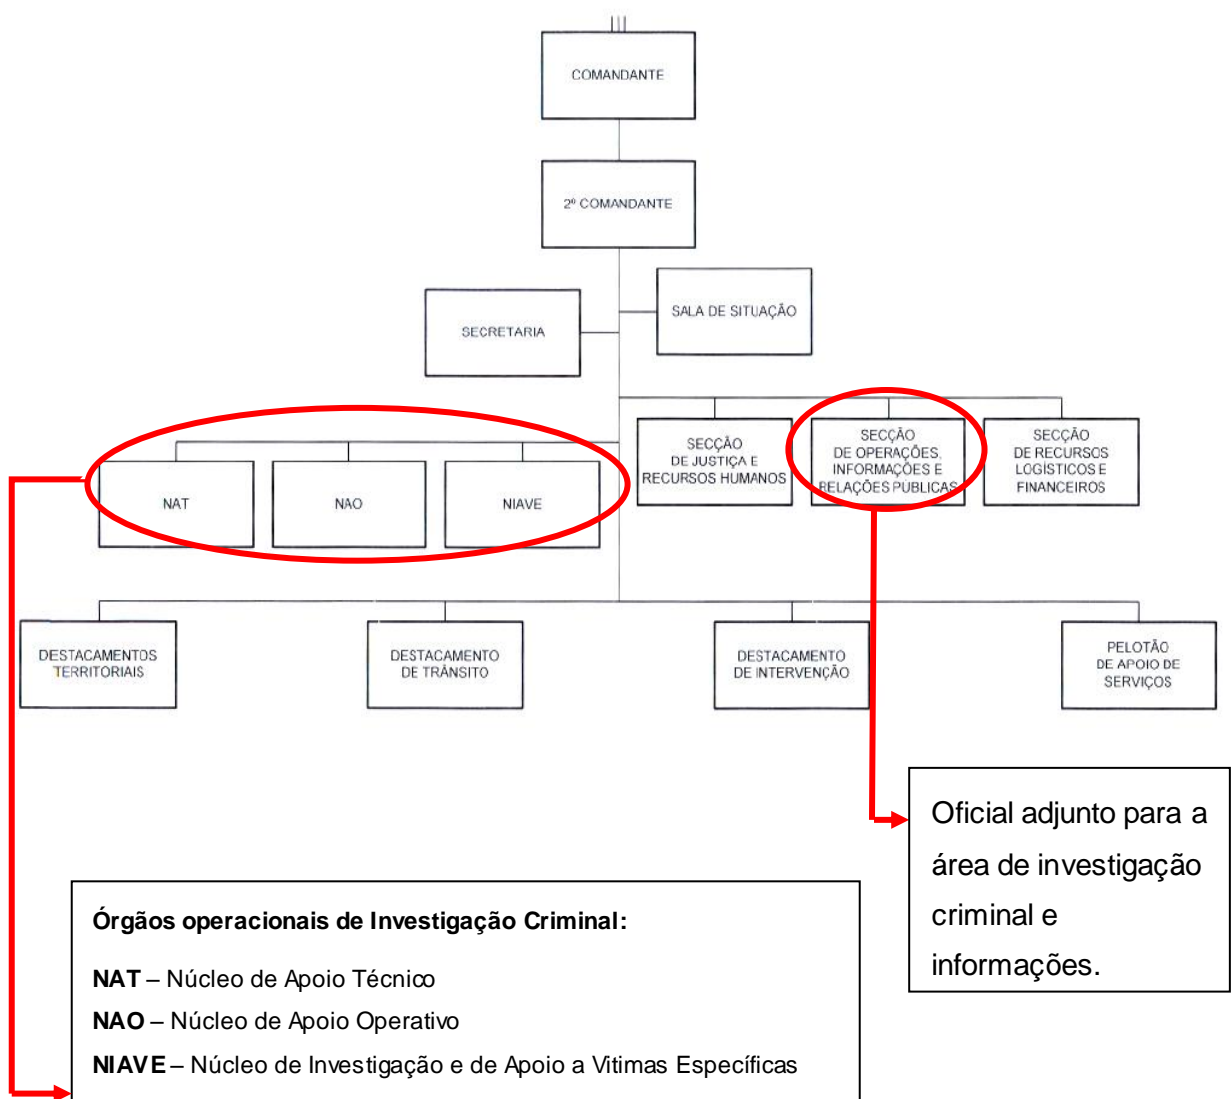 COMANDANTE
2º COMANDANTE
SALA DE SITUAÇÃO
SECRETARIA
SECÇÃO
DE JUSTIÇA E
RECURSOS HUMANOS
SECÇÃO
DE OPERAÇÕES,
INFORMAÇÕES E
RELAÇÕES PÚBLICAS
SECÇÃO
DE RECURSOS
LOGÍSTICOS E
FINANCEIROS
NAT
NAO
NIAVE
DESTACAMENTOS
TERRITORIAIS
DESTACAMENTO
DE TRÂNSITO
DESTACAMENTO
DE INTERVENÇÃO
PELOTÃO
DE APOIO DE
SERVIÇOS
Oficial adjunto para a
área de investigação
criminal e
informações.
Órgãos operacionais de Investigação Criminal:
NAT – Núcleo de Apoio Técnico
NAO – Núcleo de Apoio Operativo
NIAVE – Núcleo de Investigação e de Apoio a Vitimas Específicas